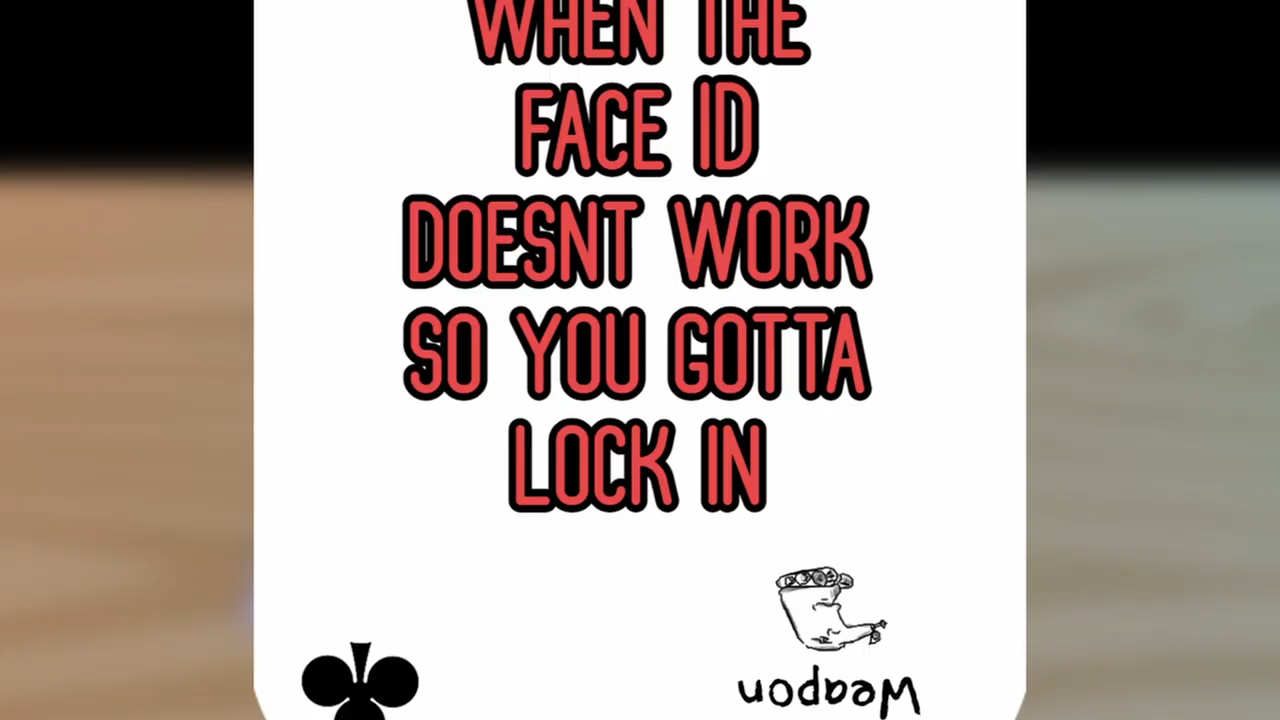 WHEN THE
FACE ID
DOESNT WORK
SO YOU GOTTA
LOCK IN
Weapon